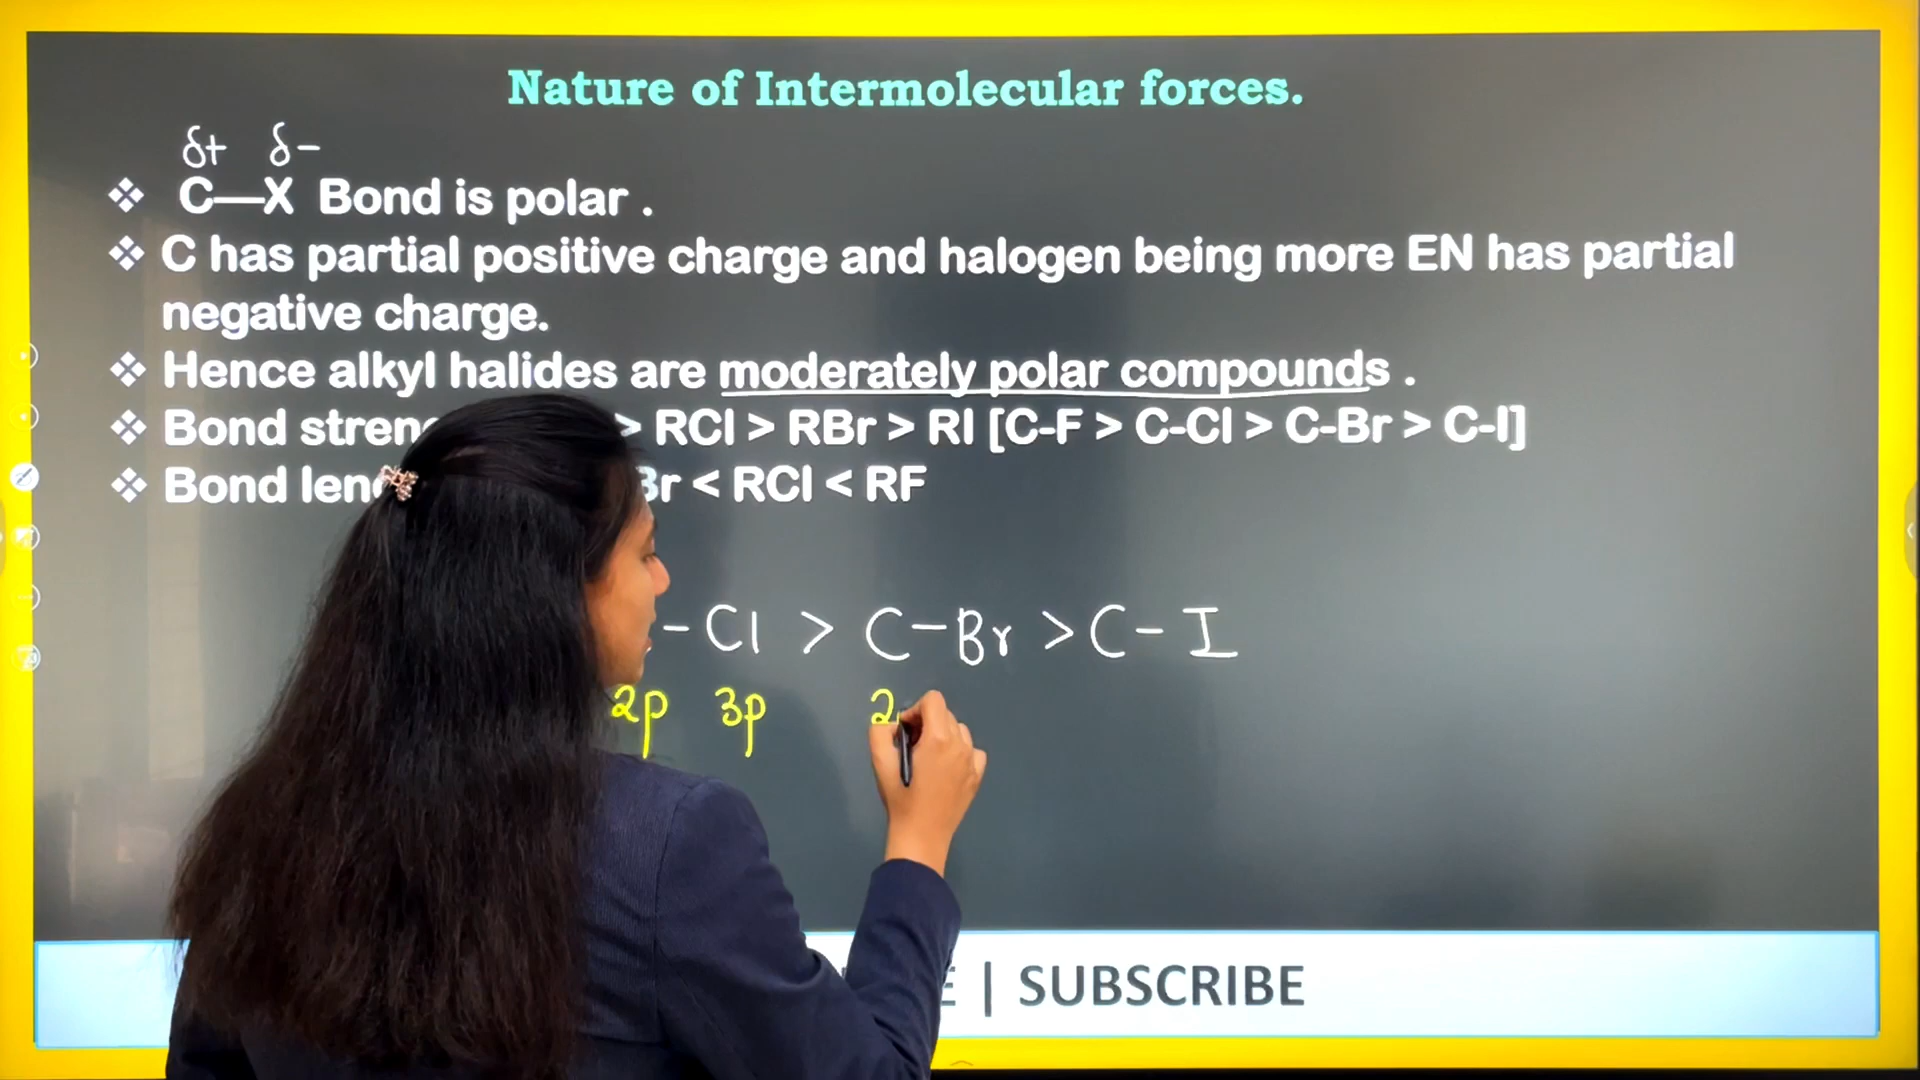 Nature of Intermolecular forces.
δ+ δ-
❖ C—X Bond is polar .
❖ C has partial positive charge and halogen being more EN has partial
negative charge.
❖ Hence alkyl halides are moderately polar compounds .
❖ Bond > RCl > RBr > RI [C-F > C-Cl > C-Br > C-I]
❖ Bond < RCl < RF
- Cl > C-Br > C-I
2p 3p 2
| SUBSCRIBE